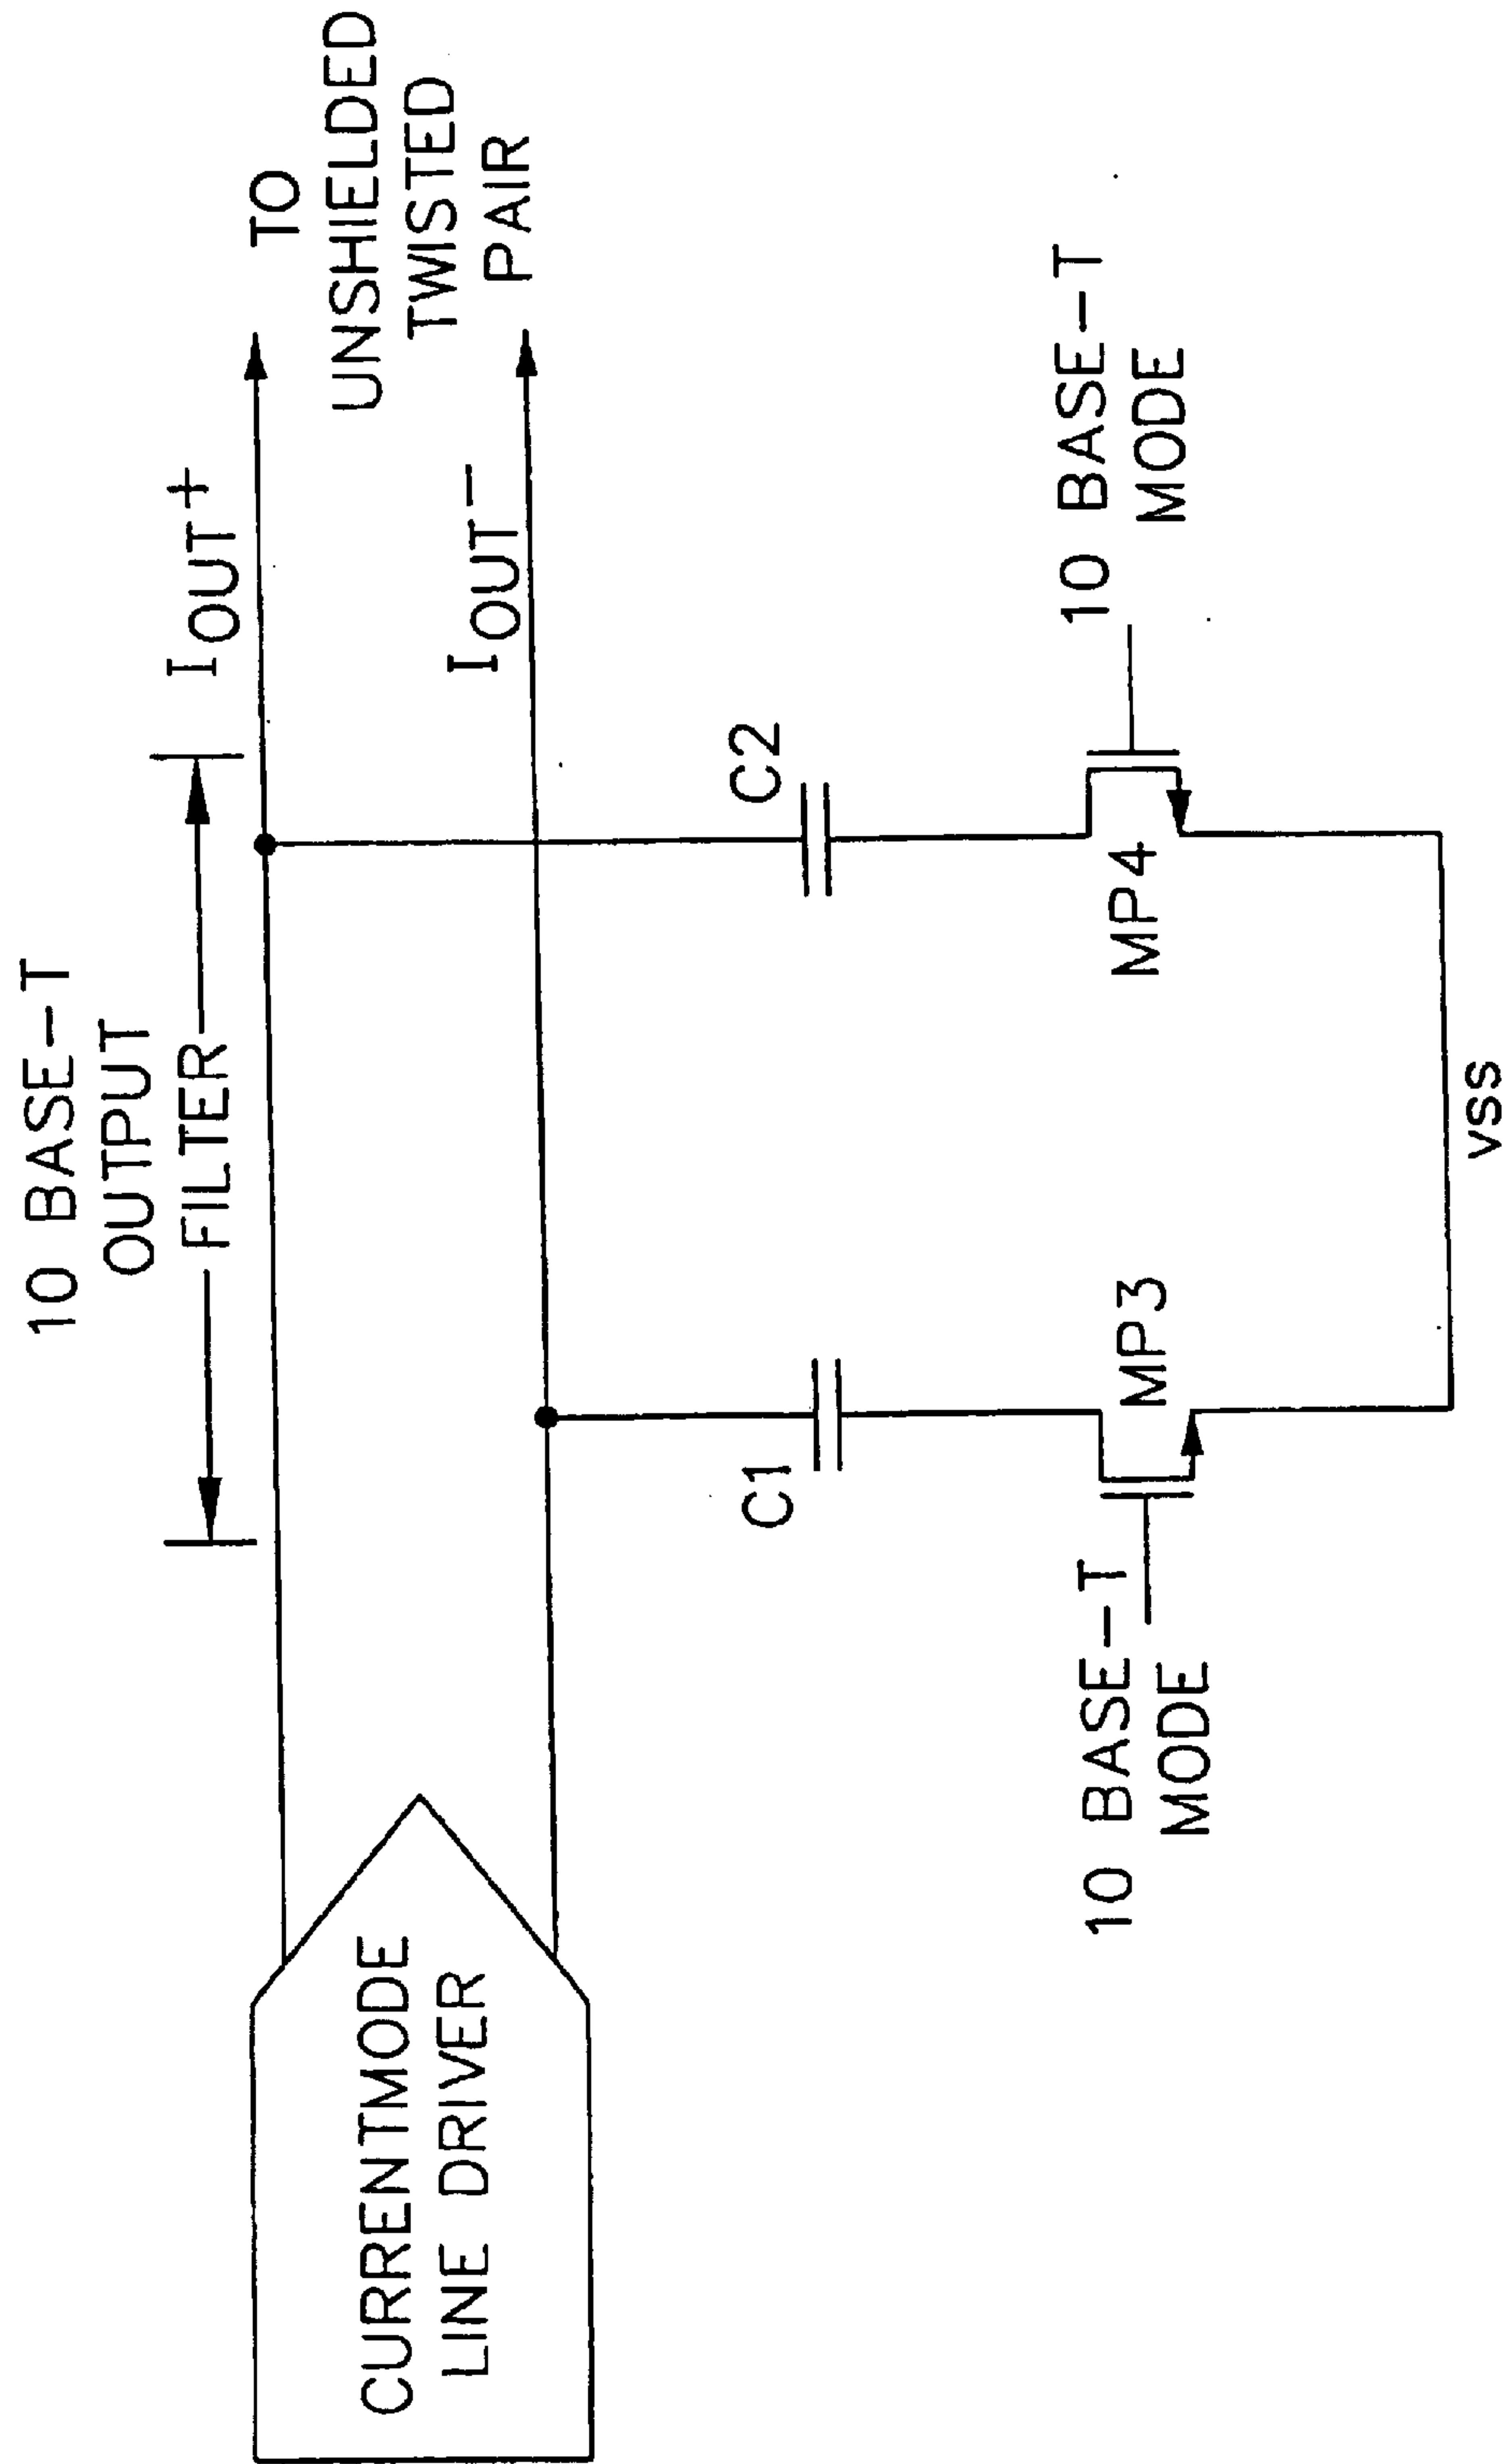 10 BASE-T
OUTPUT
FILTER
IOUT+
IOUT-
TO
UNSHIELDED
TWISTED
PAIR
CURRENTMODE
LINE DRIVER
C1
C2
MP3
MP4
10 BASE-T
MODE
10 BASE-T
MODE
vss